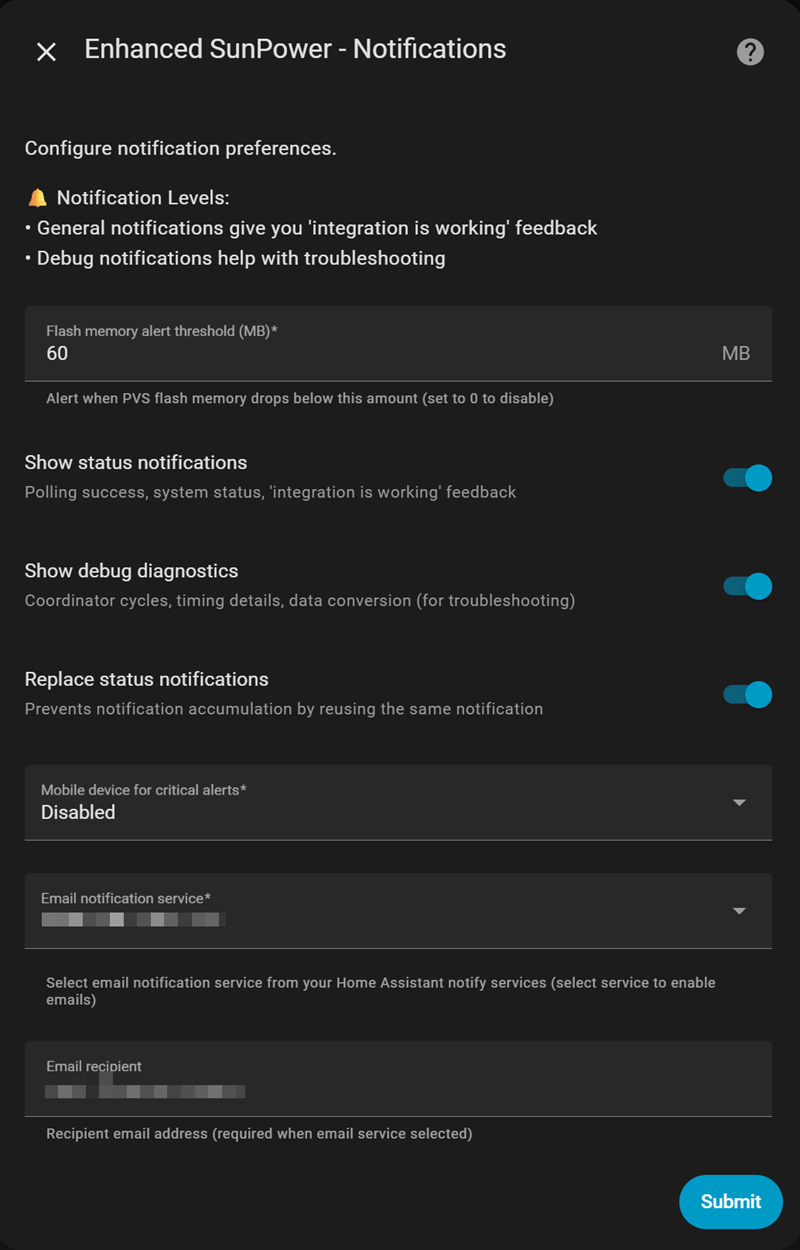 Enhanced SunPower - Notifications
Configure notification preferences.
🔔 Notification Levels:
• General notifications give you 'integration is working' feedback
• Debug notifications help with troubleshooting
Flash memory alert threshold (MB)*
60 MB
Alert when PVS flash memory drops below this amount (set to 0 to disable)
Show status notifications
Polling success, system status, 'integration is working' feedback
Show debug diagnostics
Coordinator cycles, timing details, data conversion (for troubleshooting)
Replace status notifications
Prevents notification accumulation by reusing the same notification
Mobile device for critical alerts*
Disabled
Email notification service*
Select email notification service from your Home Assistant notify services (select service to enable
emails)
Email recipient
Recipient email address (required when email service selected)
Submit